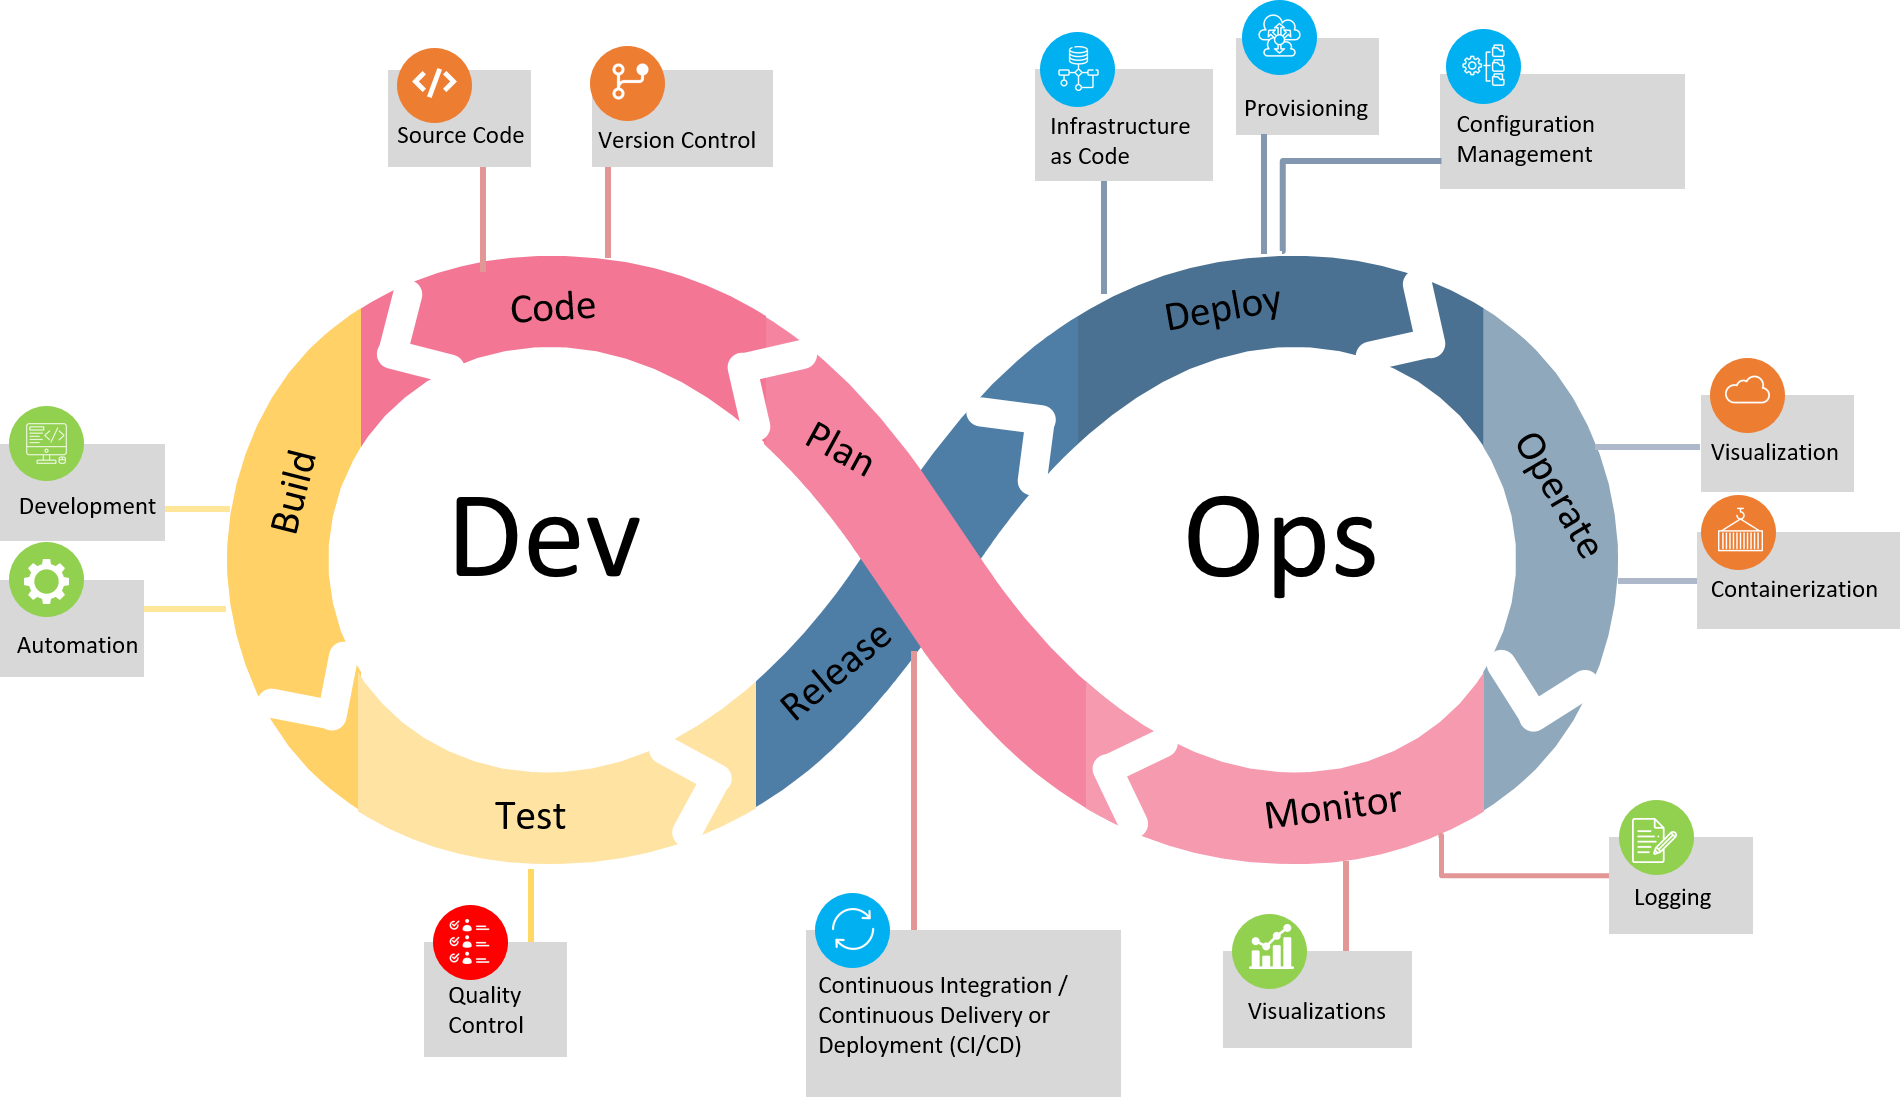 Source Code
Version Control
Infrastructure
as Code
Provisioning
Configuration
Management
Code
Deploy
Plan
Build
Dev
Ops
Operate
Development
Automation
Visualization
Containerization
Release
Test
Monitor
Quality
Control
Continuous Integration /
Continuous Delivery or
Deployment (CI/CD)
Visualizations
Logging